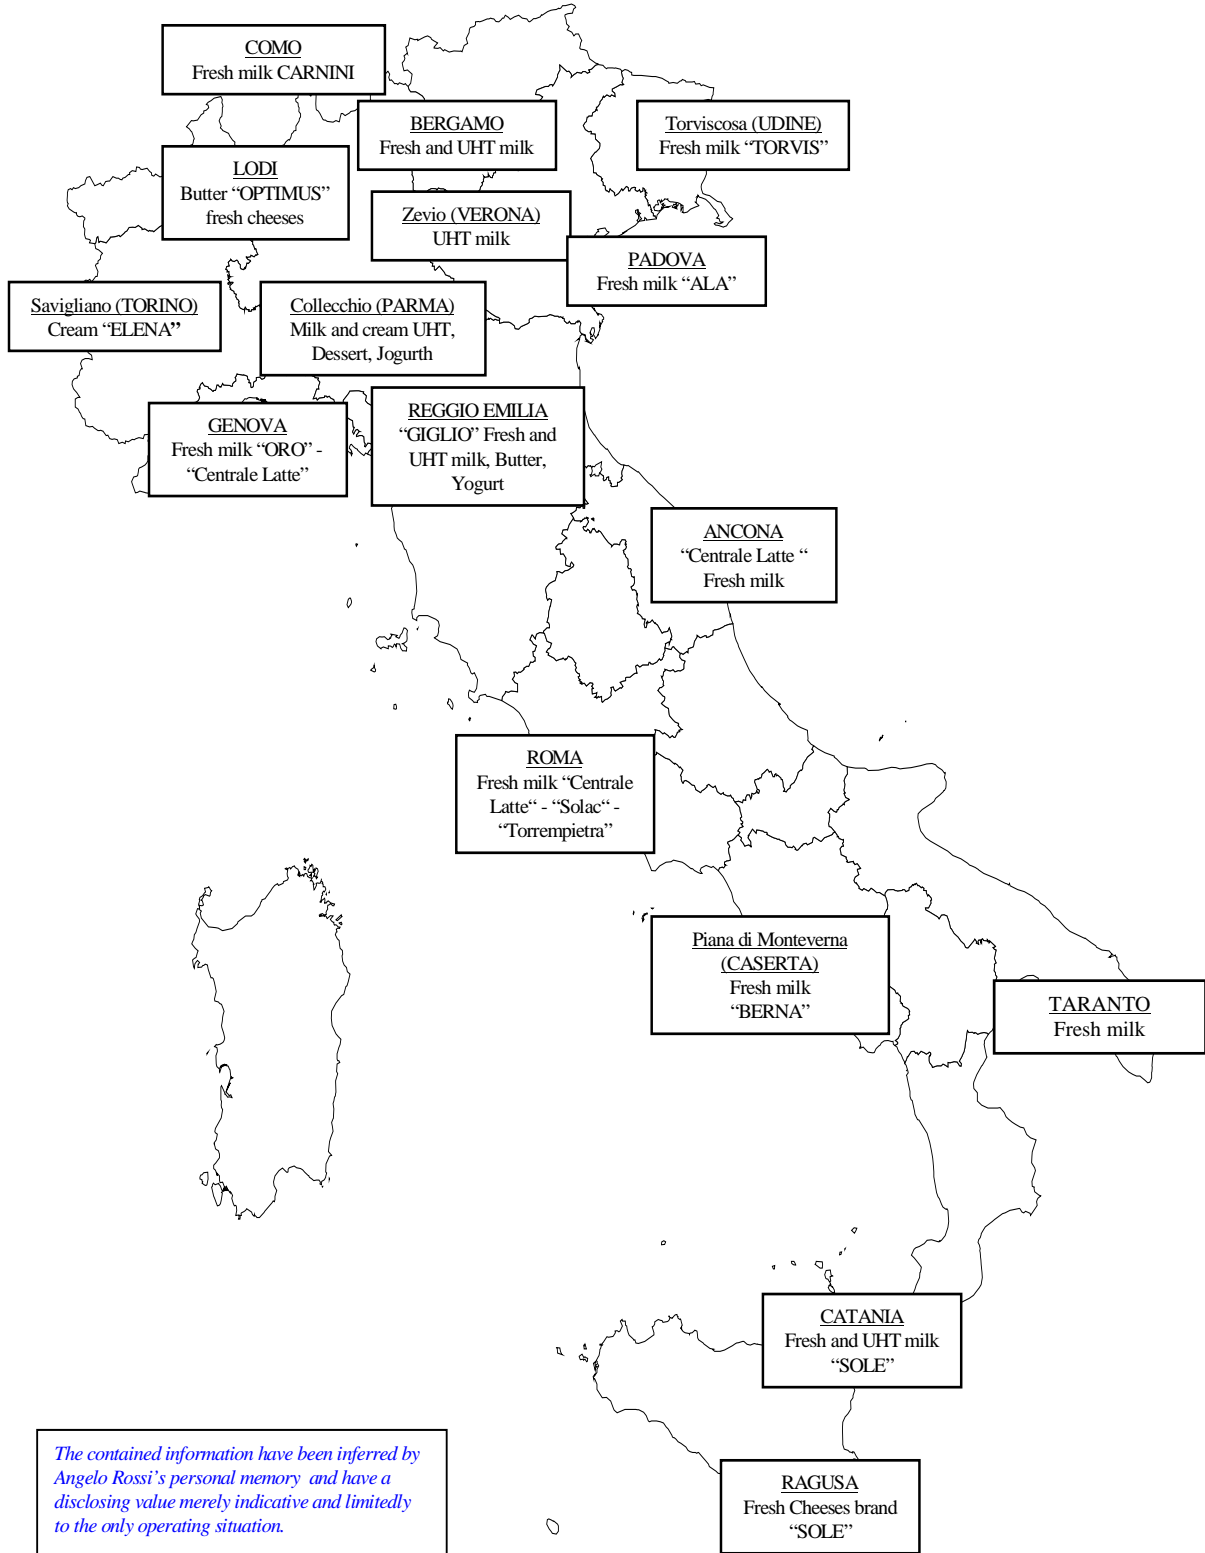 COMO
Fresh milk CARNINI
BERGAMO
Fresh and UHT milk
Torviscosa (UDINE)
Fresh milk “TORVIS”
LODI
Butter “OPTIMUS”
fresh cheeses
Zevio (VERONA)
UHT milk
PADOVA
Fresh milk “ALA”
Savigliano (TORINO)
Cream “ELENA”
Collecchio (PARMA)
Milk and cream UHT,
Dessert, Jogurth
GENOVA
Fresh milk “ORO” -
“Centrale Latte”
REGGIO EMILIA
“GIGLIO” Fresh and
UHT milk, Butter,
Yogurt
ANCONA
“Centrale Latte “
Fresh milk
ROMA
Fresh milk “Centrale
Latte“ - “Solac“ -
“Torrempietra”
Piana di Monteverna
(CASERTA)
Fresh milk
“BERNA”
TARANTO
Fresh milk
CATANIA
Fresh and UHT milk
“SOLE”
RAGUSA
Fresh Cheeses brand
“SOLE”
The contained information have been inferred by
Angelo Rossi’s personal memory and have a
disclosing value merely indicative and limitedly
to the only operating situation.